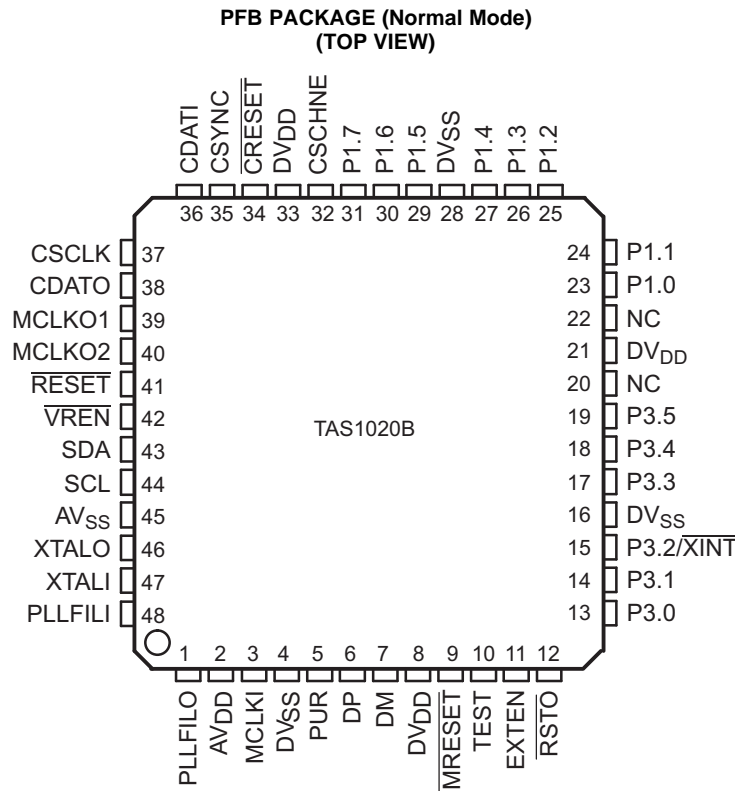 PFB PACKAGE (Normal Mode)
(TOP VIEW)
CDATI
CSYNC
CRESET
DVDD
CSCHNE
P1.7
P1.6
P1.5
DVSS
P1.4
P1.3
P1.2
36 35 34 33 32 31 30 29 28 27 26 25
CSCLK 37
CDATO 38
MCLKO1 39
MCLKO2 40
RESET 41
VREN 42
SDA 43
SCL 44
AVSS 45
XTALO 46
XTALI 47
PLLFILI 48
TAS1020B
24 P1.1
23 P1.0
22 NC
21 DVDD
20 NC
19 P3.5
18 P3.4
17 P3.3
16 DVSS
15 P3.2/XINT
14 P3.1
13 P3.0
1 2 3 4 5 6 7 8 9 10 11 12
PLLFILO
AVDD
MCLKI
DVSS
PUR
DP
DM
DVDD
MRESET
TEST
EXTEN
RSTO